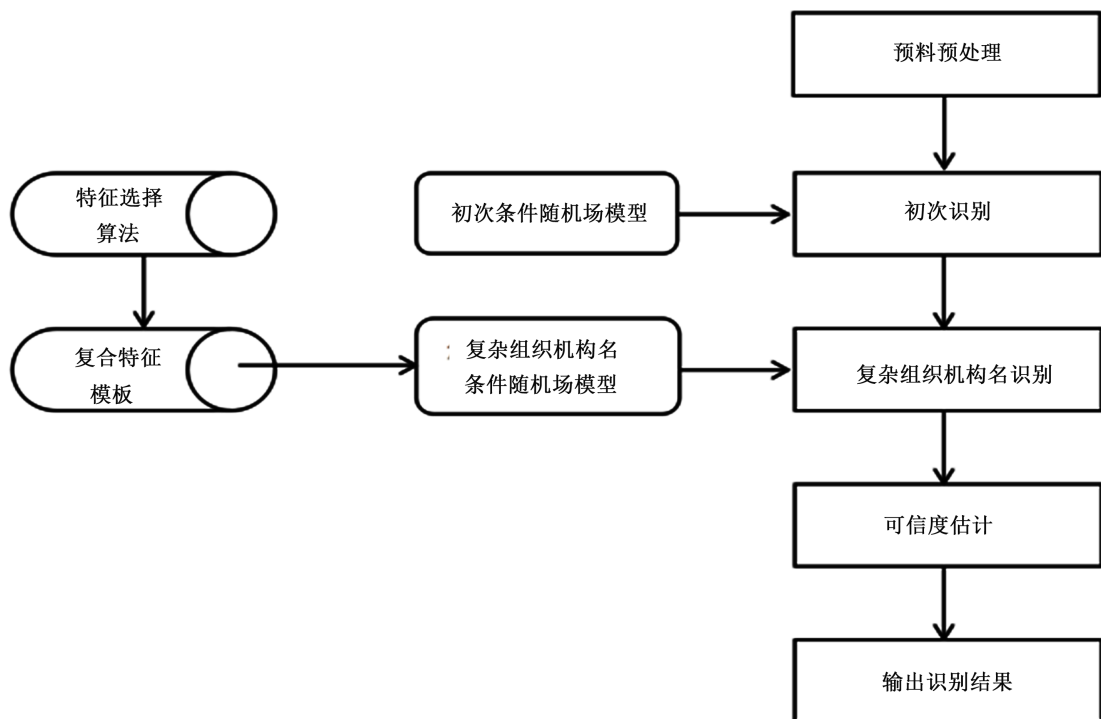 预料预处理
特征选择
算法
初次条件随机场模型
初次识别
复合特征
模板
复杂组织机构名
条件随机场模型
复杂组织机构名识别
可信度估计
输出识别结果